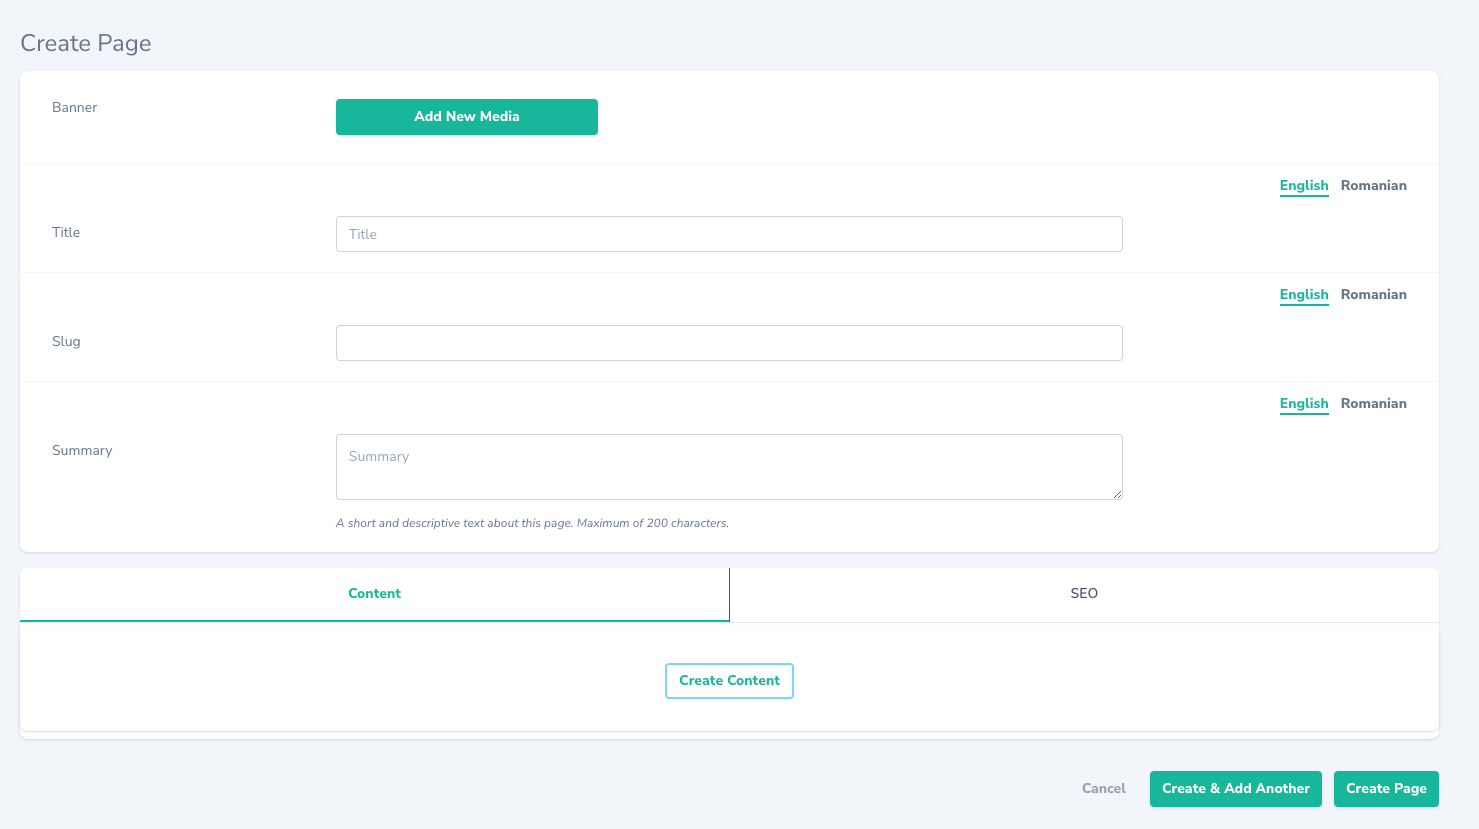 Create Page
Banner
Add New Media
English Romanian
Title
Title
English Romanian
Slug
English Romanian
Summary
Summary
A short and descriptive text about this page. Maximum of 200 characters.
Content
SEO
Create Content
Cancel
Create & Add Another
Create Page